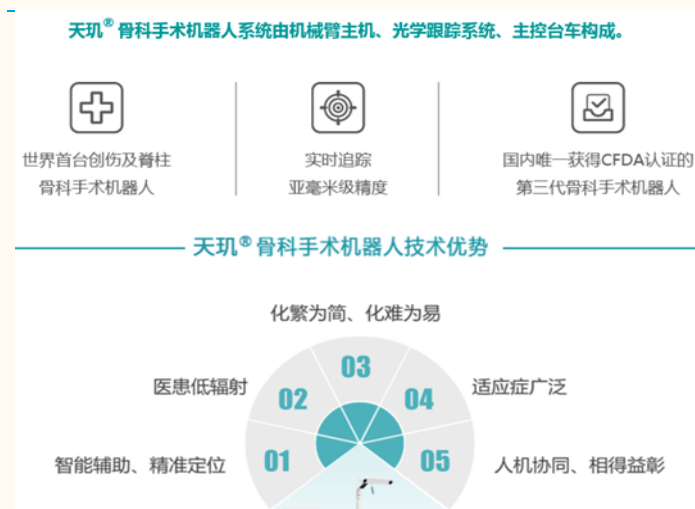 天玑®骨科手术机器人系统由机械臂主机、光学跟踪系统、主控台车构成。
世界首台创伤及脊柱
骨科手术机器人
实时追踪
亚毫米级精度
国内唯一获得CFDA认证的
第三代骨科手术机器人
天玑®骨科手术机器人技术优势
化繁为简、化难为易
03
医患低辐射
02
04
适应症广泛
智能辅助、精准定位
01
05
人机协同、相得益彰